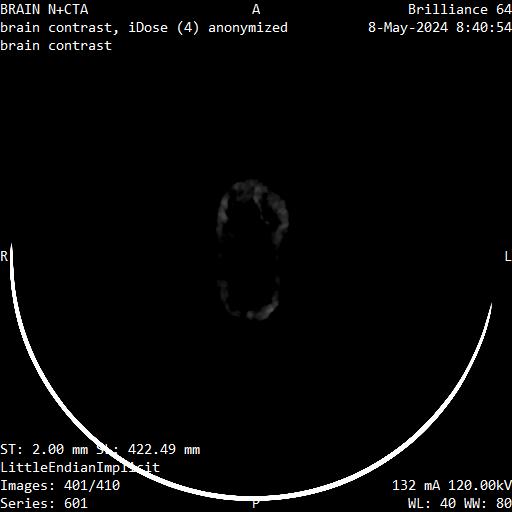 BRAIN N+CTA
A
Brilliance 64
brain contrast, iDose (4) anonymized
8-May-2024 8:40:54
brain contrast
R
L
ST: 2.00 mm SL: 422.49 mm
LittleEndianImplicit
Images: 401/410
132 mA 120.00kV
Series: 601
P
WL: 40 WW: 80